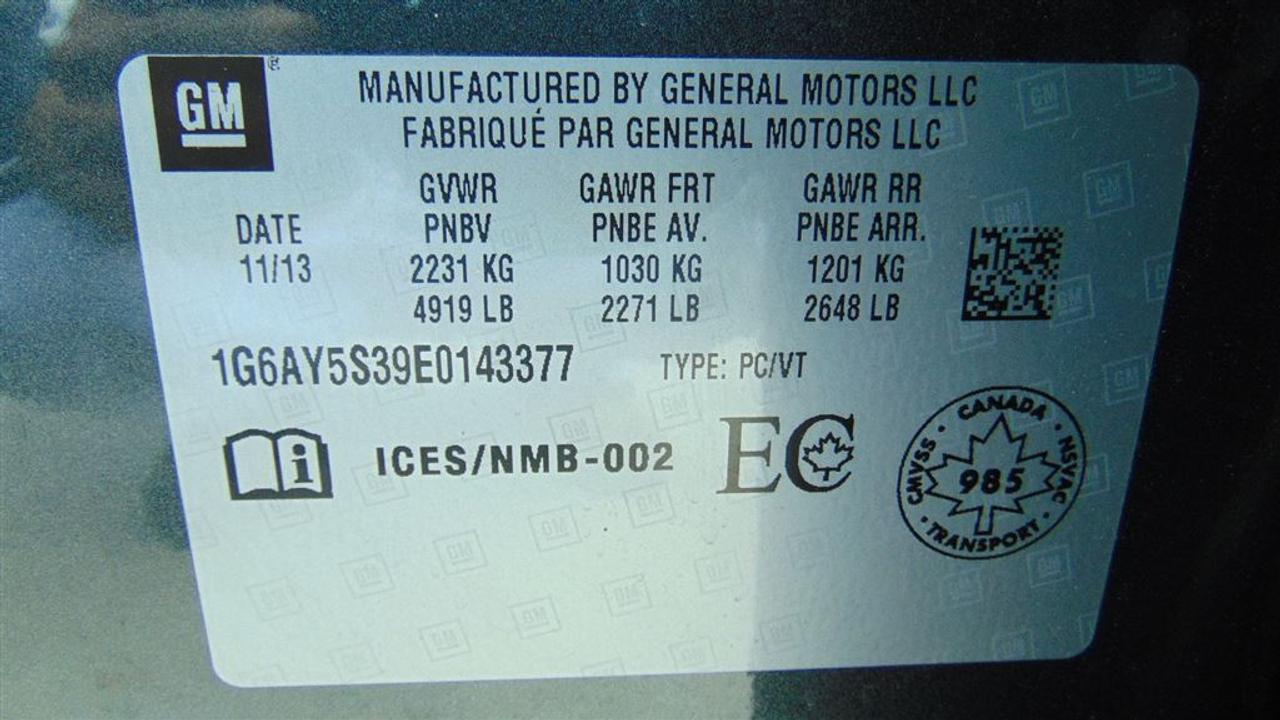 GM
MANUFACTURED BY GENERAL MOTORS LLC
FABRIQUÉ PAR GENERAL MOTORS LLC
GVWR GAWR FRT GAWR RR
DATE PNBV PNBE AV. PNBE ARR.
11/13 2231 KG 1030 KG 1201 KG
4919 LB 2271 LB 2648 LB
1G6AY5S39E0143377 TYPE: PC/VT
i ICES/NMB-002 EC
CANADA
CMVSS · 985 · NSVAC
TRANSPORT